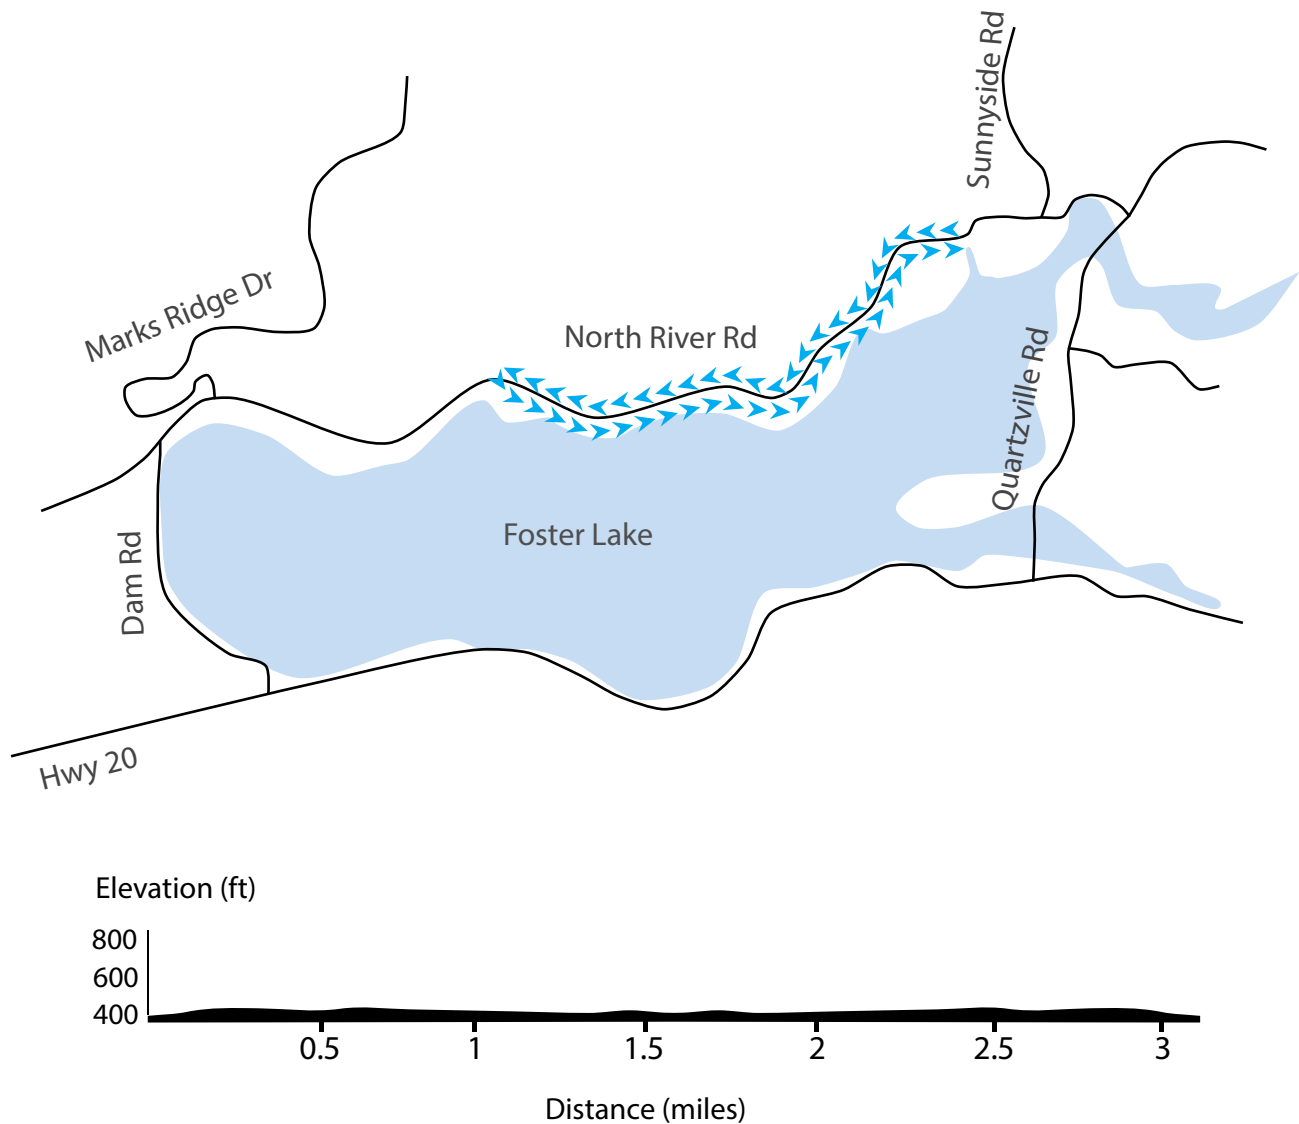 Sunnyside Rd
Marks Ridge Dr
North River Rd
Quartzville Rd
Foster Lake
Dam Rd
Hwy 20
Elevation (ft)
800
600
400
0.5 1 1.5 2 2.5 3
Distance (miles)